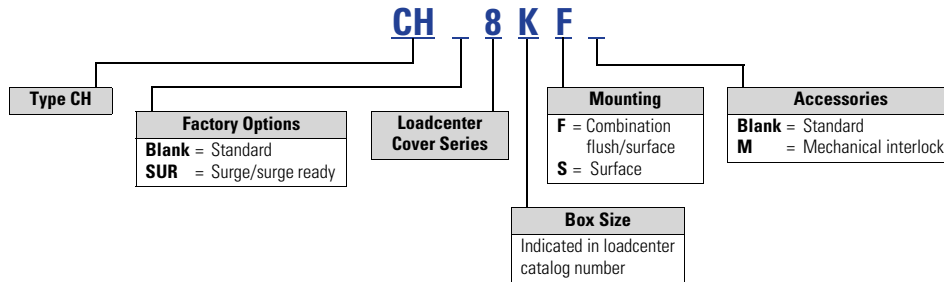 CH _ 8 K F _
Type CH
Factory Options
Blank = Standard
SUR = Surge/surge ready
Loadcenter
Cover Series
Mounting
F = Combination
flush/surface
S = Surface
Accessories
Blank = Standard
M = Mechanical interlock
Box Size
Indicated in loadcenter
catalog number